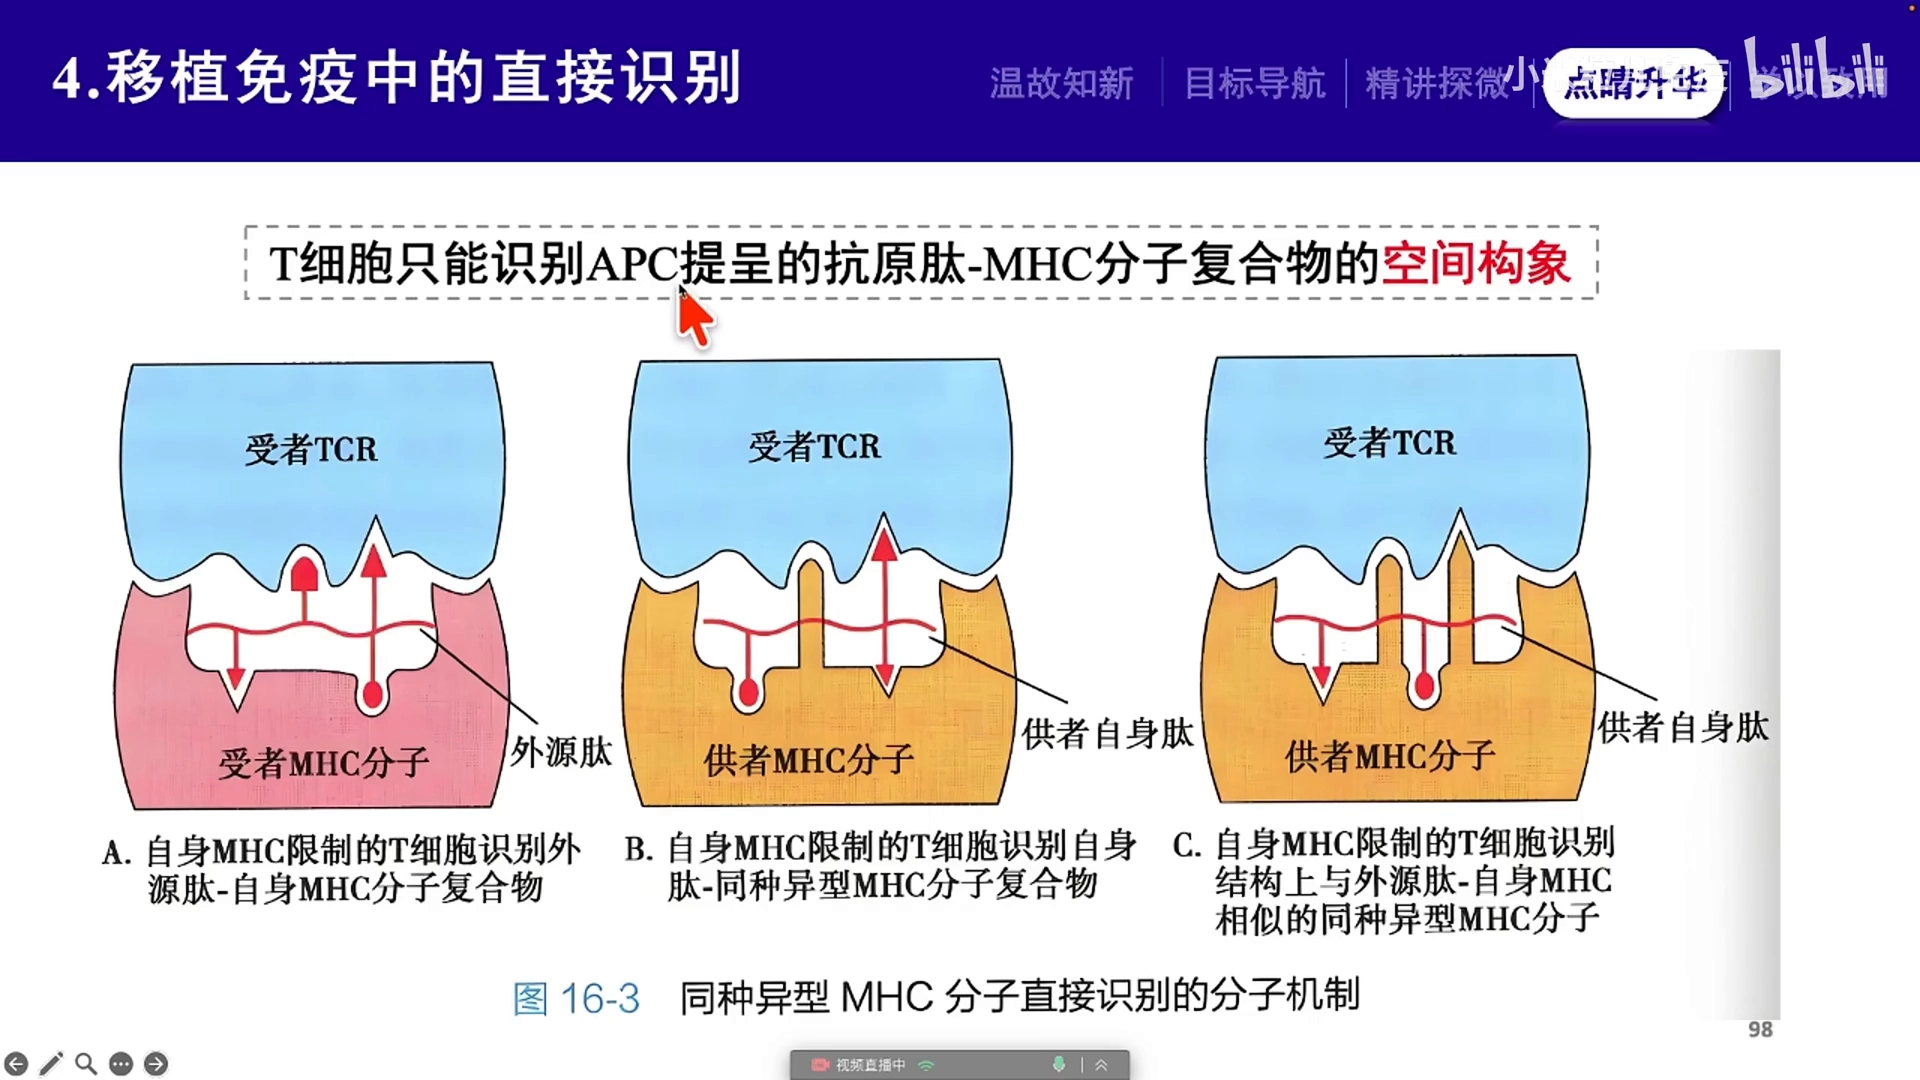 4.移植免疫中的直接识别
温故知新 目标导航 精讲探微 点睛升华
bilibili
T细胞只能识别APC提呈的抗原肽-MHC分子复合物的空间构象
受者TCR
受者TCR
受者TCR
外源肽
供者自身肽
供者自身肽
受者MHC分子
供者MHC分子
供者MHC分子
A. 自身MHC限制的T细胞识别外
源肽-自身MHC分子复合物
B. 自身MHC限制的T细胞识别自身
肽-同种异型MHC分子复合物
C. 自身MHC限制的T细胞识别
结构上与外源肽-自身MHC
相似的同种异型MHC分子
图 16-3 同种异型 MHC 分子直接识别的分子机制
98
视频直播中